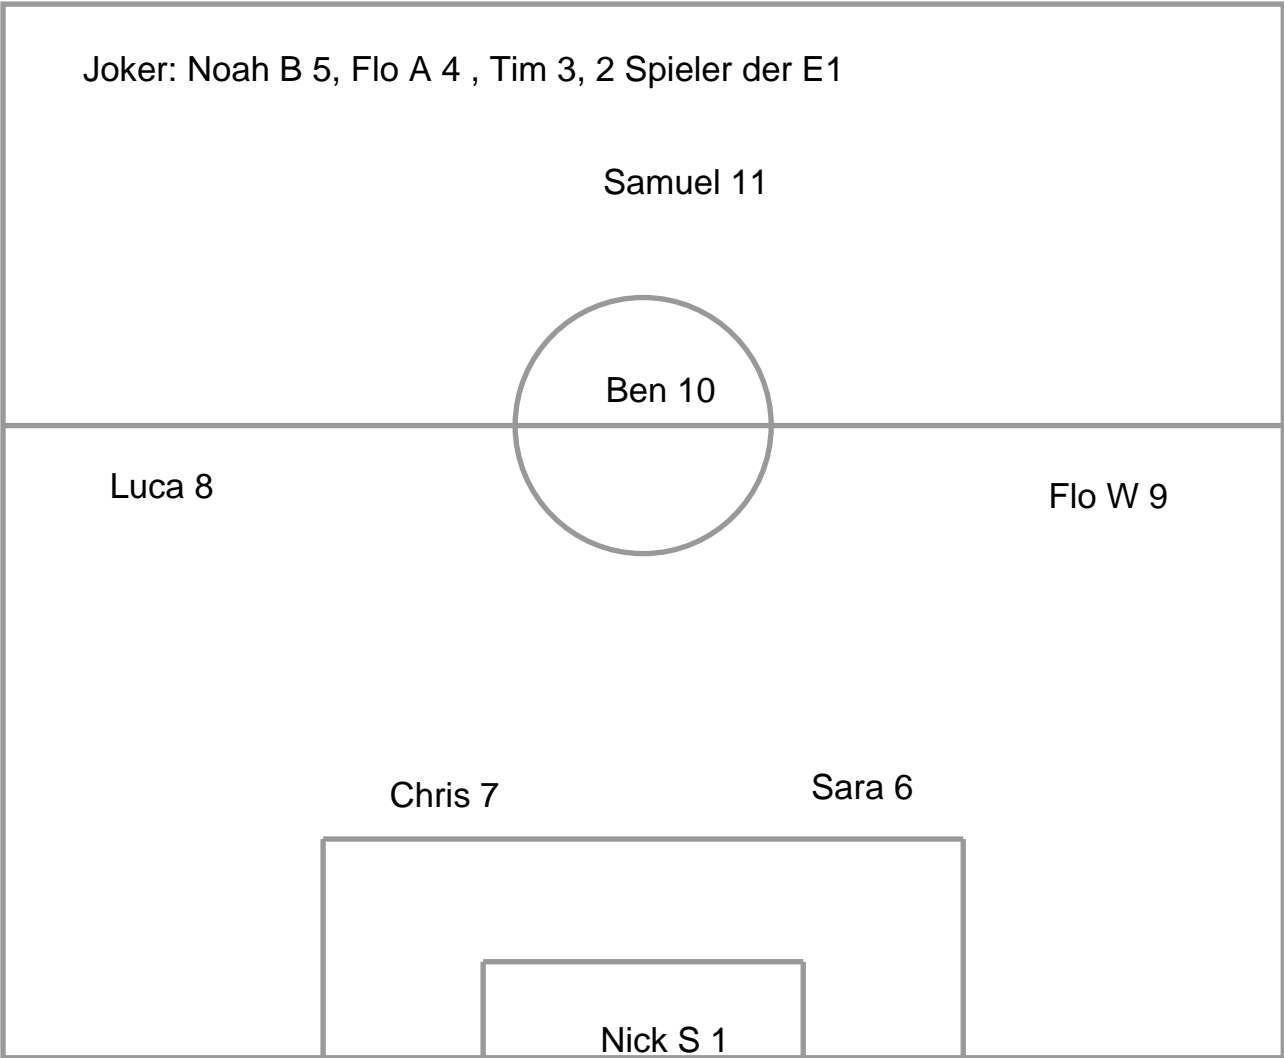 Joker: Noah B 5, Flo A 4 , Tim 3, 2 Spieler der E1
Samuel 11
Ben 10
Luca 8
Flo W 9
Chris 7
Sara 6
Nick S 1